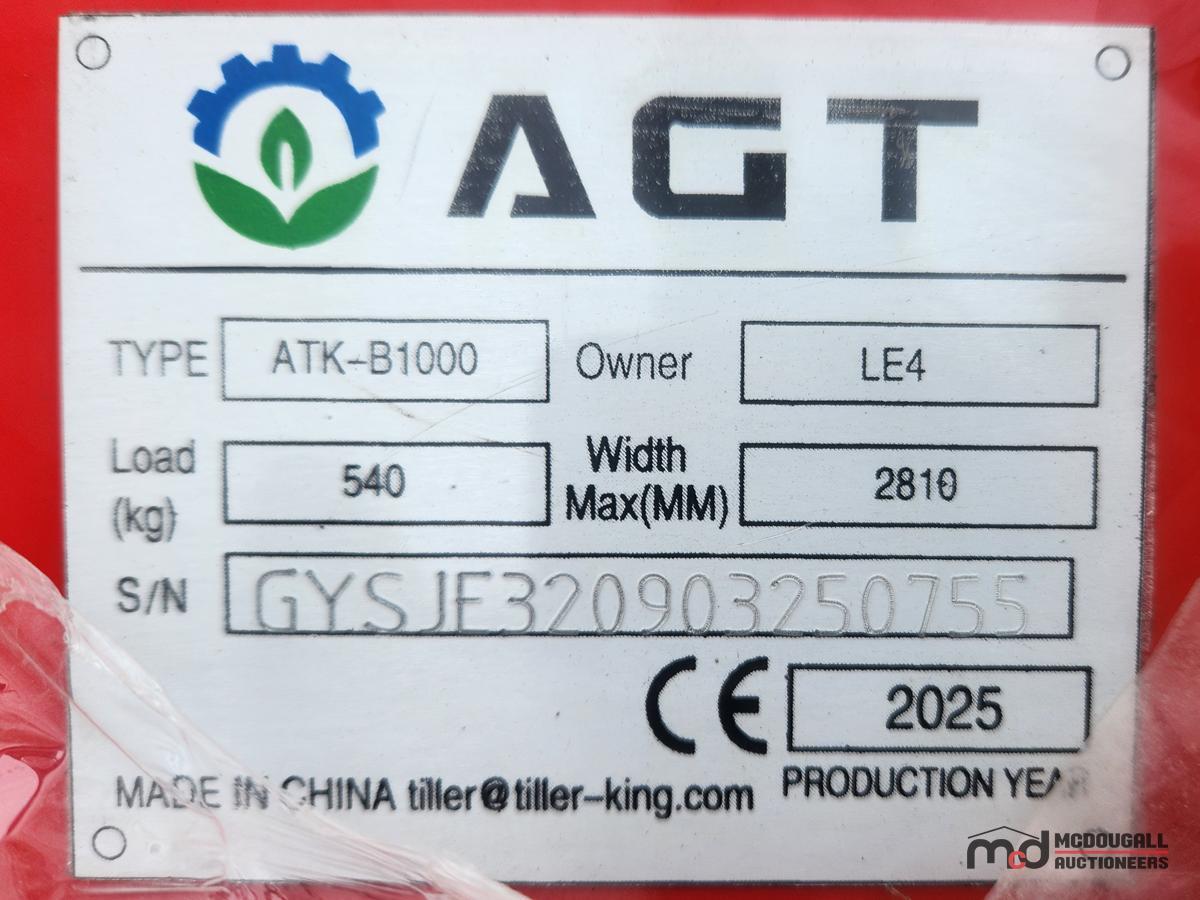 AGT
TYPE ATK-B1000 Owner LE4
Load (kg) 540 Width Max(MM) 2810
S/N GYSJE320903250755
CE 2025
MADE IN CHINA tiller@tiller-king.com PRODUCTION YEAR
mcd MCDOUGALL
AUCTIONEERS